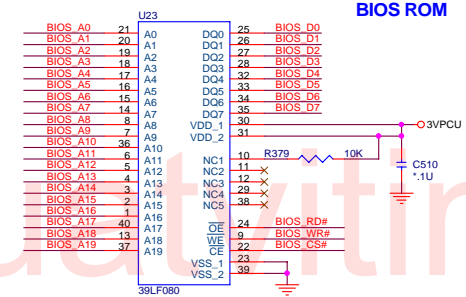 BIOS ROM
U23
BIOS_A0 21 A0 DQ0 25 BIOS_D0
BIOS_A1 20 A1 DQ1 26 BIOS_D1
BIOS_A2 19 A2 DQ2 27 BIOS_D2
BIOS_A3 18 A3 DQ3 28 BIOS_D3
BIOS_A4 17 A4 DQ4 32 BIOS_D4
BIOS_A5 16 A5 DQ5 33 BIOS_D5
BIOS_A6 15 A6 DQ6 34 BIOS_D6
BIOS_A7 14 A7 DQ7 35 BIOS_D7
BIOS_A8 8 A8 VDD_1 30 3VPCU
BIOS_A9 7 A9 VDD_2 31
BIOS_A10 36 A10
BIOS_A11 6 A11 NC1 10 R379 10K
BIOS_A12 5 A12 NC2 11 C510
BIOS_A13 4 A13 NC3 12 *.1U
BIOS_A14 3 A14 NC4 29
BIOS_A15 2 A15 NC5 38
BIOS_A16 1 A16
BIOS_A17 40 A17 OE 24 BIOS_RD#
BIOS_A18 13 A18 WE 9 BIOS_WR#
BIOS_A19 37 A19 CE 22 BIOS_CS#
VSS_1 23
VSS_2 39
39LF080
uatvitin